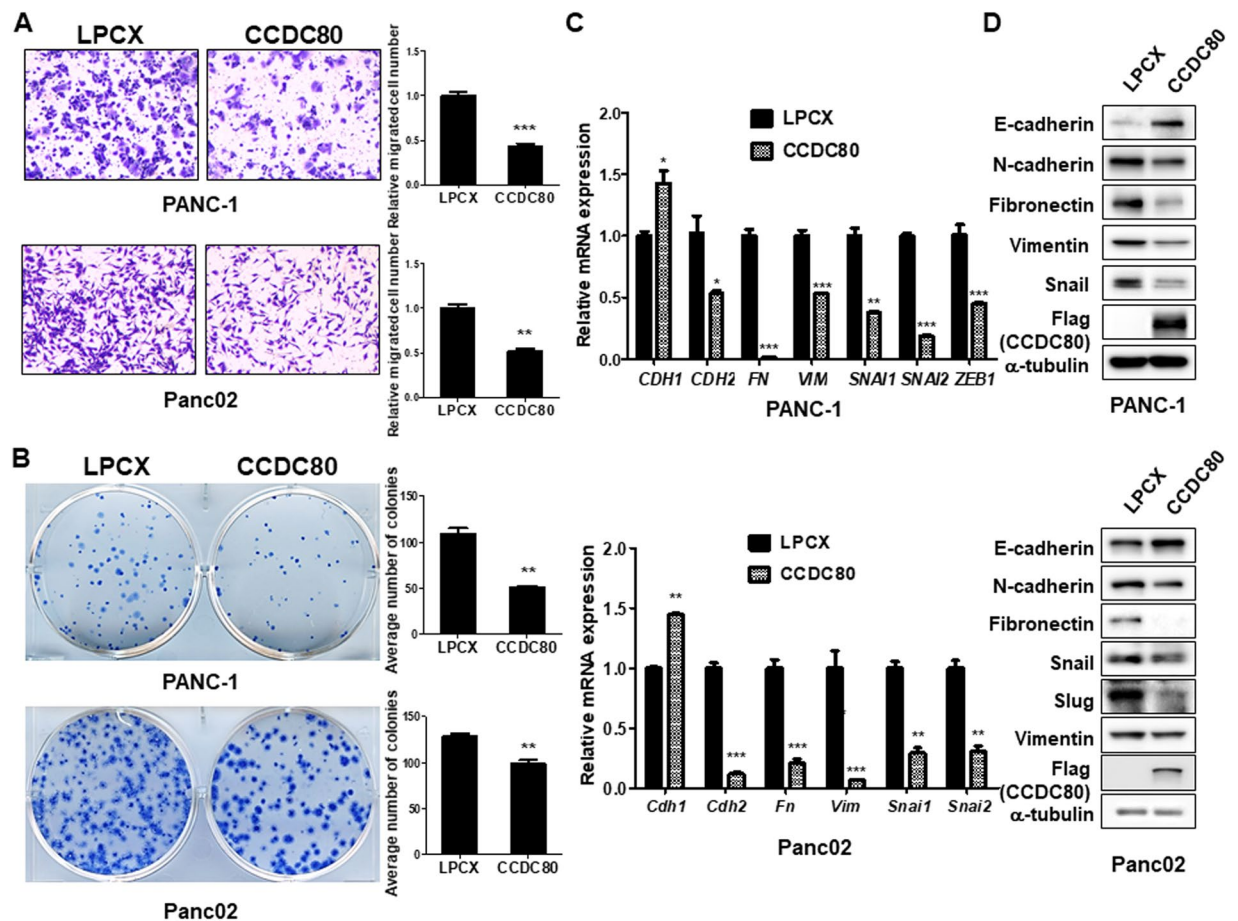 A
LPCX
CCDC80
PANC-1
Panc02
Relative migrated cell number
1.5
1.0
0.5
0.0
***
LPCX CCDC80
Relative migrated cell number
1.5
1.0
0.5
0.0
**
LPCX CCDC80
B
LPCX
CCDC80
PANC-1
Panc02
Average number of colonies
150
100
50
0
**
LPCX CCDC80
Average number of colonies
150
100
50
0
**
LPCX CCDC80
C
Relative mRNA expression
2.0
1.5
1.0
0.5
0.0
LPCX
CCDC80
* * *** *** ** *** ***
CDH1 CDH2 FN VIM SNAI1 SNAI2 ZEB1
PANC-1
Relative mRNA expression
2.0
1.5
1.0
0.5
0.0
LPCX
CCDC80
** *** *** *** ** **
Cdh1 Cdh2 Fn Vim Snai1 Snai2
Panc02
D
LPCX CCDC80
E-cadherin
N-cadherin
Fibronectin
Vimentin
Snail
Flag
(CCDC80)
α-tubulin
PANC-1
LPCX CCDC80
E-cadherin
N-cadherin
Fibronectin
Snail
Slug
Vimentin
Flag
(CCDC80)
α-tubulin
Panc02